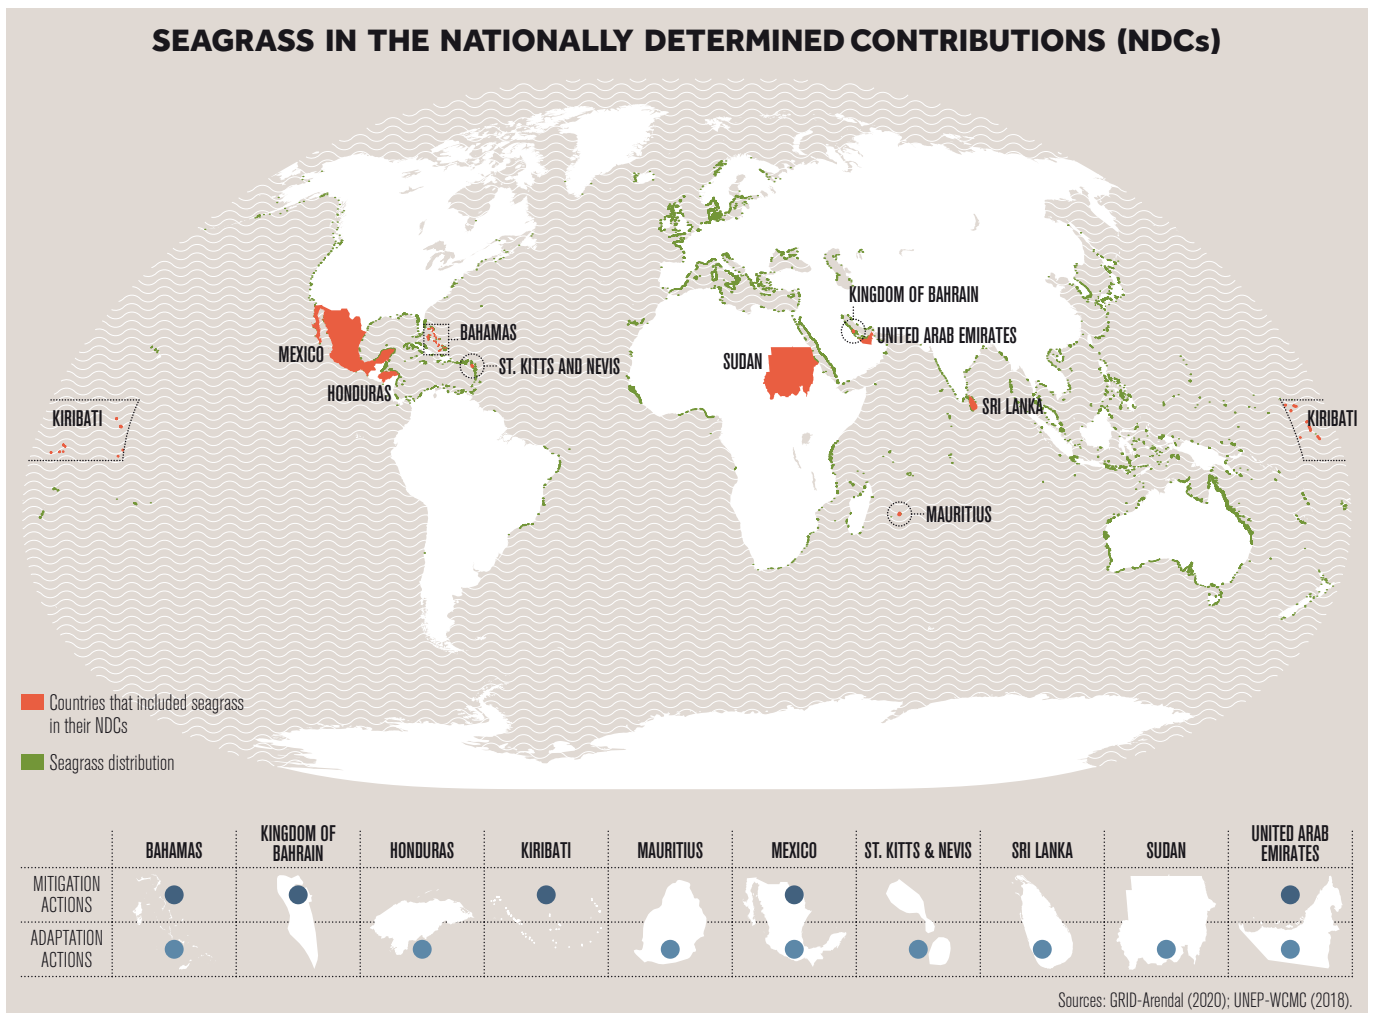 SEAGRASS IN THE NATIONALLY DETERMINED CONTRIBUTIONS (NDCs)
KINGDOM OF BAHRAIN
BAHAMAS
UNITED ARAB EMIRATES
MEXICO
SUDAN
ST. KITTS AND NEVIS
HONDURAS
SRI LANKA
KIRIBATI
KIRIBATI
MAURITIUS
Countries that included seagrass
in their NDCs
Seagrass distribution
BAHAMAS
KINGDOM OF
BAHRAIN
HONDURAS
KIRIBATI
MAURITIUS
MEXICO
ST. KITTS & NEVIS
SRI LANKA
SUDAN
UNITED ARAB
EMIRATES
MITIGATION
ACTIONS
ADAPTATION
ACTIONS
Sources: GRID-Arendal (2020); UNEP-WCMC (2018).